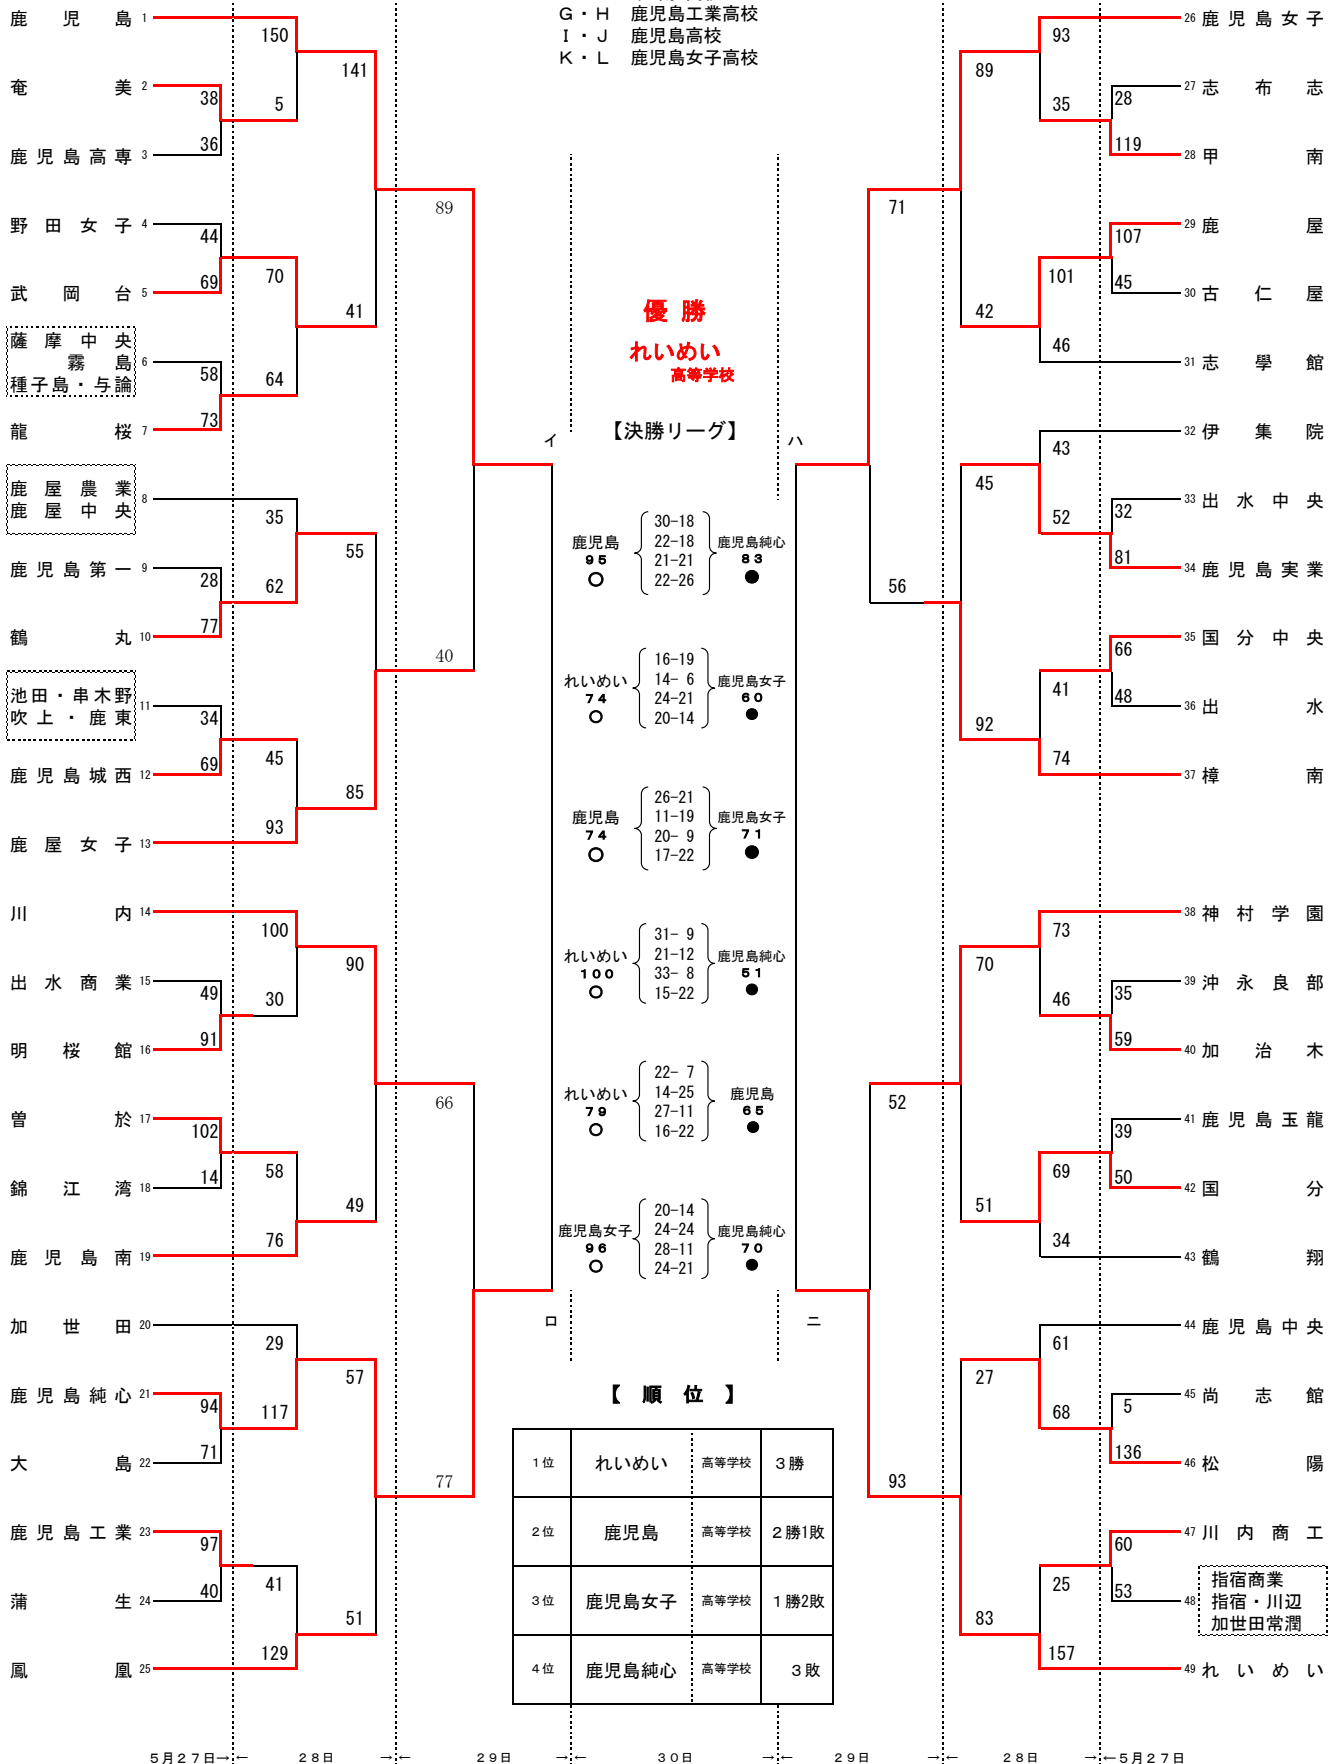 G・H 鹿児島工業高校
I・J 鹿児島高校
K・L 鹿児島女子高校
鹿児島 1
150
141
奄美 2
38
5
36
鹿児島高専 3
89
野田女子 4
44
69
70
武岡台 5
41
薩摩中央
霧島 6
種子島・与論
58
64
73
龍桜 7
イ
鹿屋農業
鹿屋中央
8
35
55
鹿児島第一 9
28
62
77
鶴丸 10
40
池田・串木野
吹上・鹿東
11
34
69
45
鹿児島城西 12
85
93
鹿屋女子 13
川内 14
100
90
出水商業 15
49
30
91
明桜館 16
66
曽於 17
102
14
58
錦江湾 18
49
76
鹿児島南 19
ロ
加世田 20
29
57
鹿児島純心 21
94
117
71
大島 22
77
鹿児島工業 23
97
40
41
蒲生 24
51
129
鳳凰 25
優勝
れいめい
高等学校
【決勝リーグ】
鹿児島
95
○
30-18
22-18
21-21
22-26
鹿児島純心
83
●
れいめい
74
○
16-19
14- 6
24-21
20-14
鹿児島女子
60
●
鹿児島
74
○
26-21
11-19
20- 9
17-22
鹿児島女子
71
●
れいめい
100
○
31- 9
21-12
33- 8
15-22
鹿児島純心
51
●
れいめい
79
○
22- 7
14-25
27-11
16-22
鹿児島
65
●
鹿児島女子
96
○
20-14
24-24
28-11
24-21
鹿児島純心
70
●
【 順 位 】
1位 れいめい 高等学校 3勝
2位 鹿児島 高等学校 2勝1敗
3位 鹿児島女子 高等学校 1勝2敗
4位 鹿児島純心 高等学校 3敗
26 鹿児島女子
93
89
27 志布志
28
35
119
28 甲南
71
29 鹿屋
107
45
101
30 古仁屋
42
46
31 志學館
ハ
32 伊集院
43
45
33 出水中央
32
52
81
34 鹿児島実業
56
35 国分中央
66
48
41
36 出水
92
74
37 樟南
38 神村学園
73
70
39 沖永良部
35
46
59
40 加治木
52
41 鹿児島玉龍
39
50
69
42 国分
51
34
43 鶴翔
ニ
44 鹿児島中央
61
27
45 尚志館
5
68
136
46 松陽
93
47 川内商工
60
53
25
48
指宿商業
指宿・川辺
加世田常潤
83
157
49 れいめい
5月27日→← 28日 →← 29日 →← 30日 →← 29日 →← 28日 →←5月27日